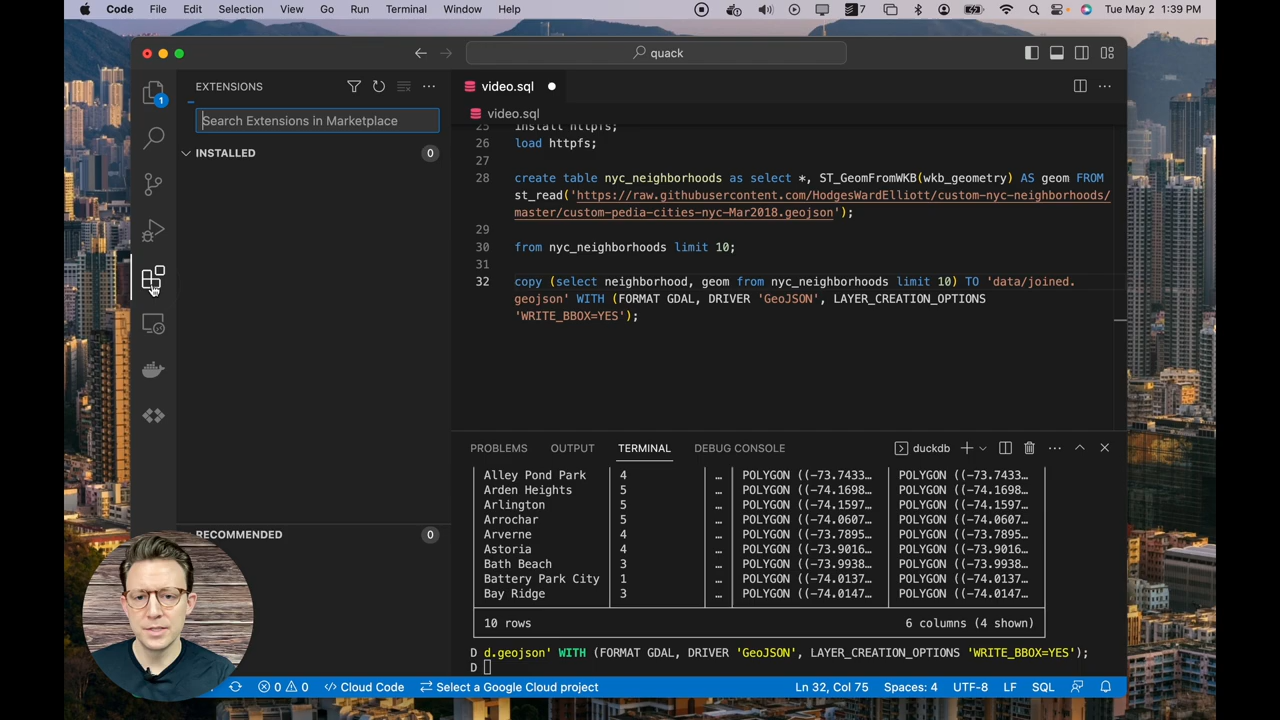 Code File Edit Selection View Go Run Terminal Window Help 7 Tue May 2 1:39 PM
quack
1
EXTENSIONS
Search Extensions in Marketplace
INSTALLED 0
RECOMMENDED 0
video.sql
video.sql
25 install httpfs;
26 load httpfs;
27
28 create table nyc_neighborhoods as select *, ST_GeomFromWKB(wkb_geometry) AS geom FROM
st_read('https://raw.githubusercontent.com/HodgesWardElliott/custom-nyc-neighborhoods/
master/custom-pedia-cities-nyc-Mar2018.geojson');
29
30 from nyc_neighborhoods limit 10;
31
32 copy (select neighborhood, geom from nyc_neighborhoods limit 10) TO 'data/joined.
geojson' WITH (FORMAT GDAL, DRIVER 'GeoJSON', LAYER_CREATION_OPTIONS
'WRITE_BBOX=YES');
PROBLEMS OUTPUT TERMINAL DEBUG CONSOLE duckdb
Alley Pond Park 4 … POLYGON ((-73.7433… POLYGON ((-73.7433…
Arden Heights 5 … POLYGON ((-74.1698… POLYGON ((-74.1698…
Arlington 5 … POLYGON ((-74.1597… POLYGON ((-74.1597…
Arrochar 5 … POLYGON ((-74.0607… POLYGON ((-74.0607…
Arverne 4 … POLYGON ((-73.7895… POLYGON ((-73.7895…
Astoria 4 … POLYGON ((-73.9016… POLYGON ((-73.9016…
Bath Beach 3 … POLYGON ((-73.9938… POLYGON ((-73.9938…
Battery Park City 1 … POLYGON ((-74.0137… POLYGON ((-74.0137…
Bay Ridge 3 … POLYGON ((-74.0147… POLYGON ((-74.0147…
10 rows 6 columns (4 shown)
D d.geojson' WITH (FORMAT GDAL, DRIVER 'GeoJSON', LAYER_CREATION_OPTIONS 'WRITE_BBOX=YES');
D
0 0 Cloud Code Select a Google Cloud project Ln 32, Col 75 Spaces: 4 UTF-8 LF SQL